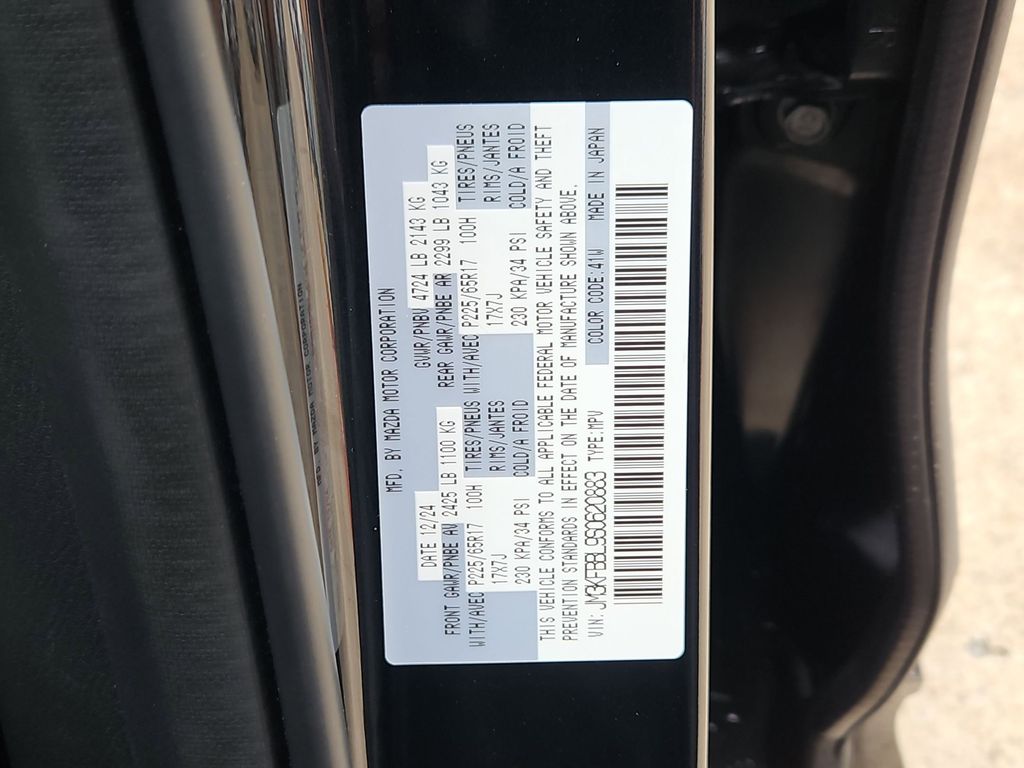 MFD. BY MAZDA MOTOR CORPORATION
DATE 12/24 GVWR/PNBV 4724 LB 2143 KG
FRONT GAWR/PNBE AV 2425 LB 1100 KG REAR GAWR/PNBE AR 2299 LB 1043 KG
WITH/AVEC P225/65R17 100H TIRES/PNEUS WITH/AVEC P225/65R17 100H TIRES/PNEUS
17X7J RIMS/JANTES 17X7J RIMS/JANTES
230 KPA/34 PSI COLD/A FROID 230 KPA/34 PSI COLD/A FROID
THIS VEHICLE CONFORMS TO ALL APPLICABLE FEDERAL MOTOR VEHICLE SAFETY AND THEFT
PREVENTION STANDARDS IN EFFECT ON THE DATE OF MANUFACTURE SHOWN ABOVE.
VIN: JM3KFBBL9S0620883 TYPE:MPV COLOR CODE:41W MADE IN JAPAN